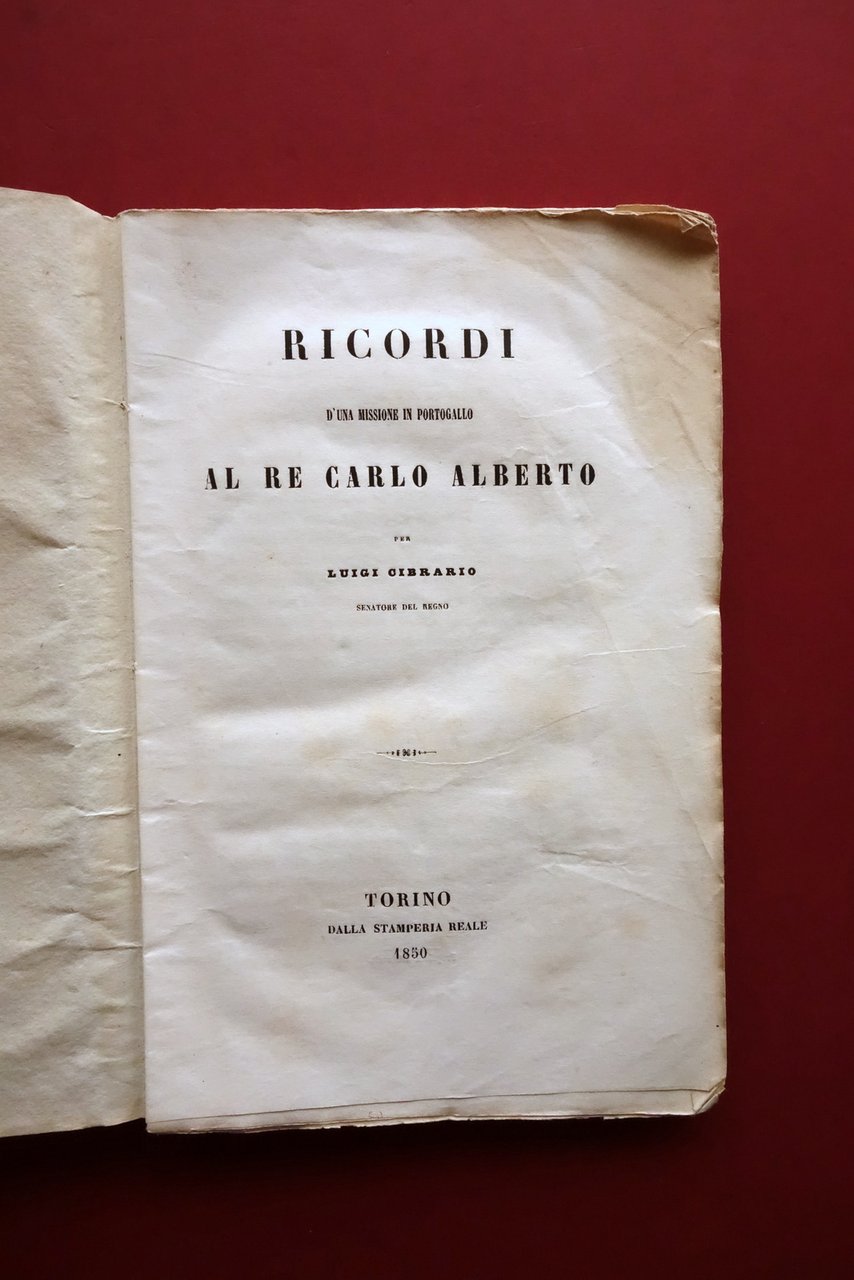 RICORDI
D'UNA MISSIONE IN PORTOGALLO
AL RE CARLO ALBERTO
PER
LUIGI CIBRARIO
SENATORE DEL REGNO
TORINO
DALLA STAMPERIA REALE
1850